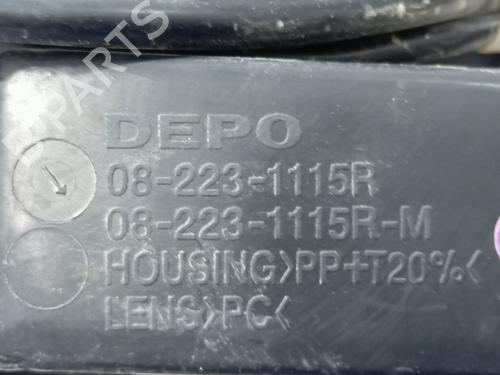 DEPO
08-223-1115R
08-223-1115R-M
HOUSING>PP+T20%<
LENS>PC<